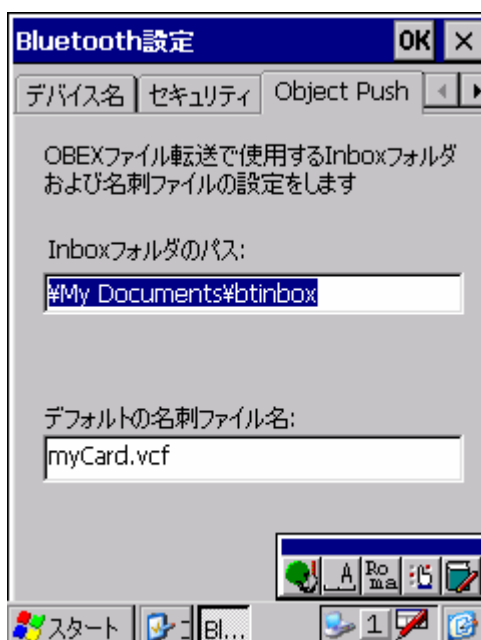 Bluetooth設定 OK ×
デバイス名 セキュリティ Object Push
OBEXファイル転送で使用するInboxフォルダ
および名刺ファイルの設定をします
Inboxフォルダのパス:
¥My Documents¥btinbox
デフォルトの名刺ファイル名:
myCard.vcf
A Ro
ma
スタート コ Bl... 1